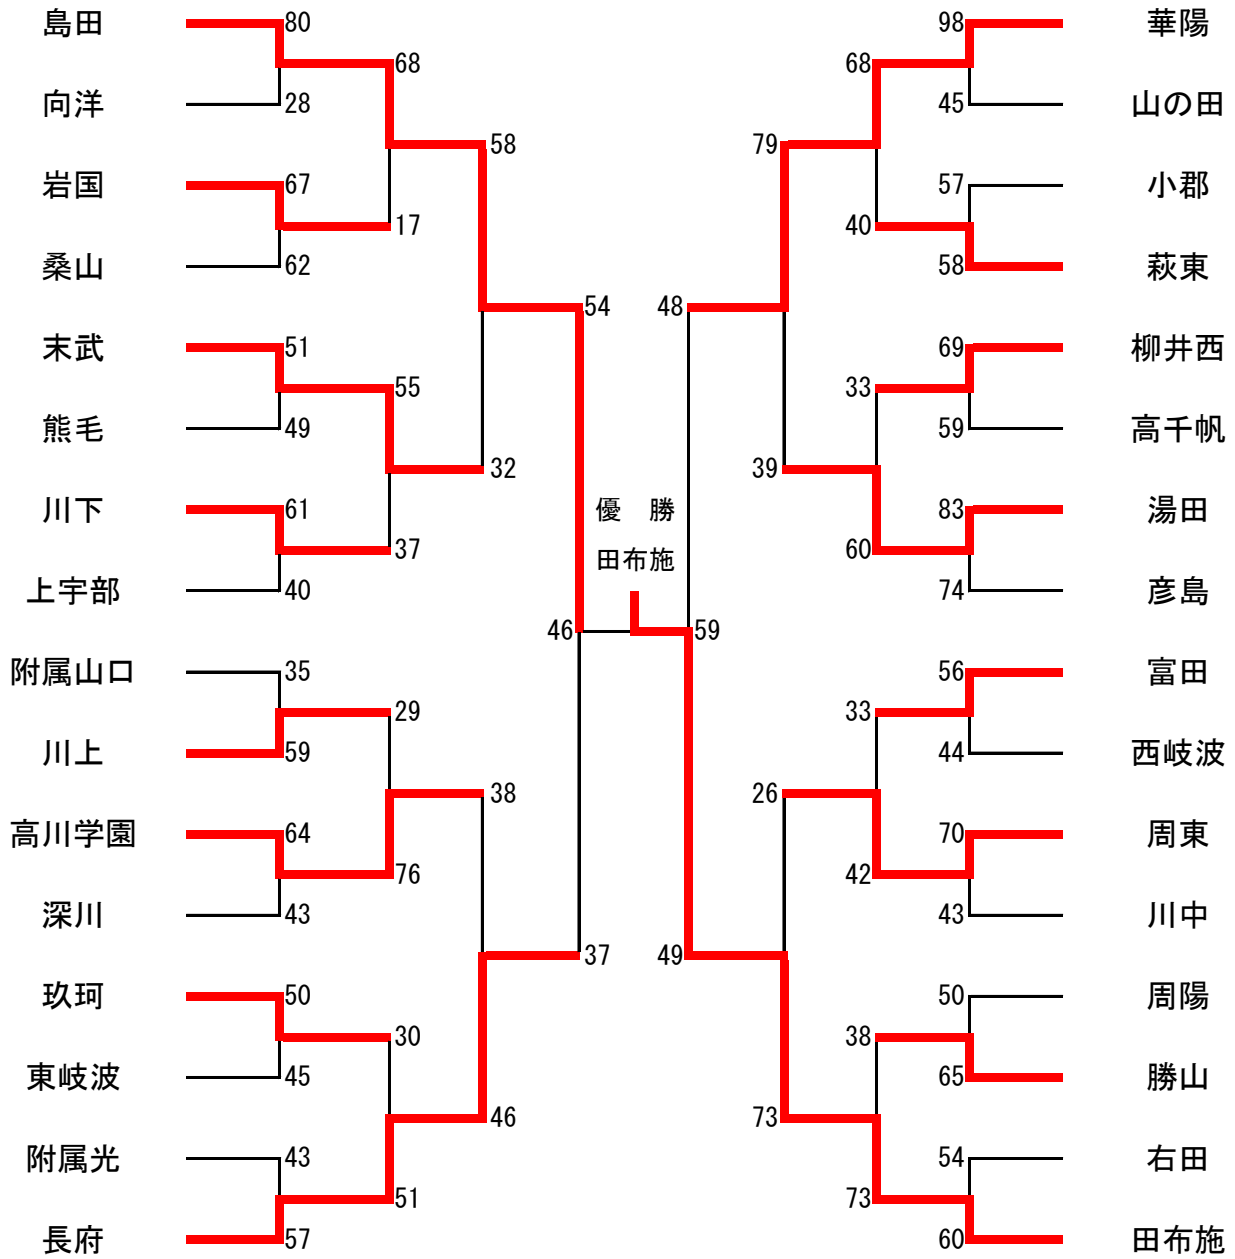 島田 80 98 華陽
68 68
向洋 28 45 山の田
58 79
岩国 67 57 小郡
17 40
桑山 62 58 萩東
54 48
末武 51 69 柳井西
55 33
熊毛 49 59 高千帆
32 39
川下 61 優 勝 83 湯田
37 60
田布施
上宇部 40 74 彦島
46 59
附属山口 35 56 富田
29 33
川上 59 44 西岐波
38 26
高川学園 64 70 周東
76 42
深川 43 43 川中
37 49
玖珂 50 50 周陽
30 38
東岐波 45 65 勝山
46 73
附属光 43 54 右田
51 73
長府 57 60 田布施